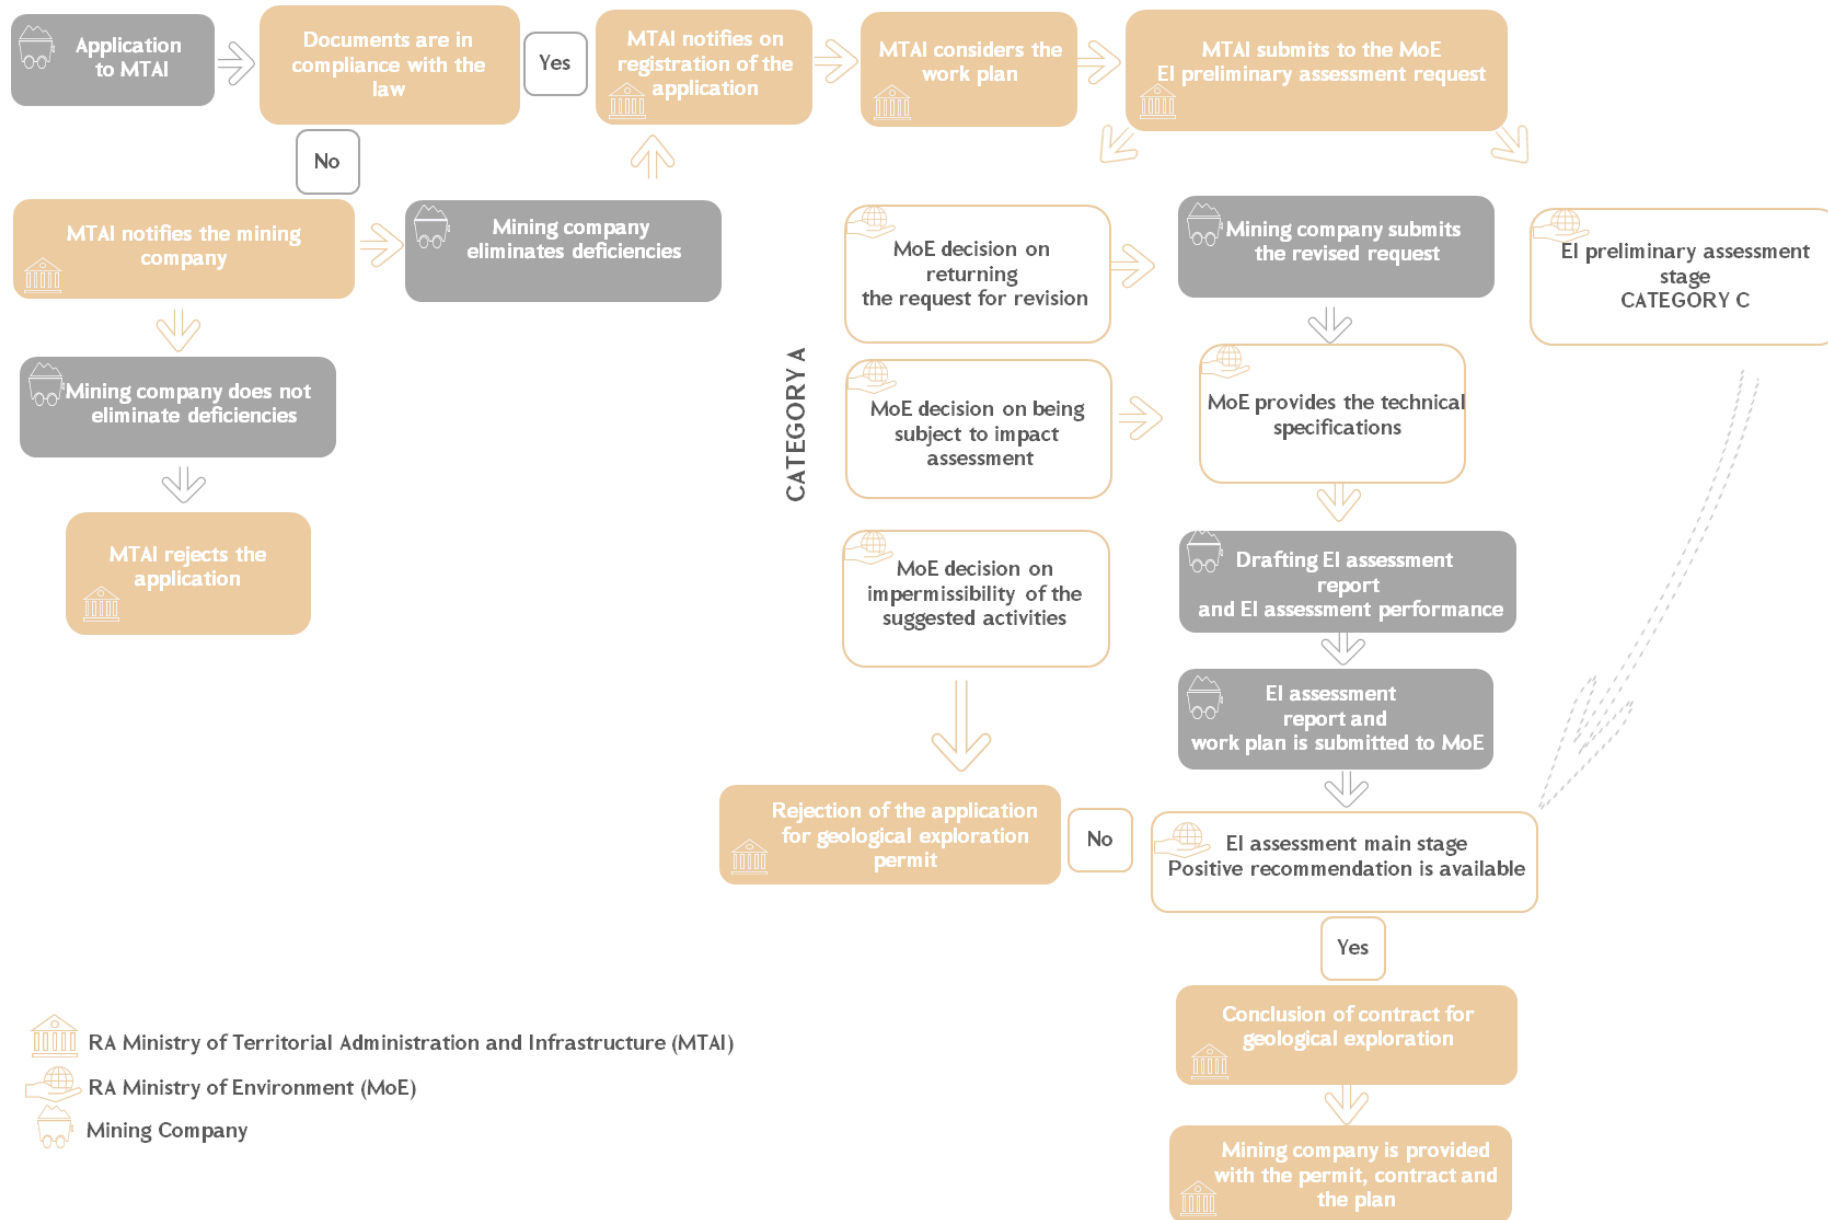 Application
to MTAI
Documents are in
compliance with the
law
Yes
MTAI notifies on
registration of the
application
MTAI considers the
work plan
MTAI submits to the MoE
EI preliminary assessment request
No
MTAI notifies the mining
company
Mining company
eliminates deficiencies
Mining company does not
eliminate deficiencies
MTAI rejects the
application
CATEGORY A
MoE decision on
returning
the request for revision
Mining company submits
the revised request
EI preliminary assessment
stage
CATEGORY C
MoE decision on being
subject to impact
assessment
MoE provides the technical
specifications
MoE decision on
impermissibility of the
suggested activities
Drafting EI assessment
report
and EI assessment performance
EI assessment
report and
work plan is submitted to MoE
Rejection of the application
for geological exploration
permit
No
EI assessment main stage
Positive recommendation is available
Yes
Conclusion of contract for
geological exploration
Mining company is provided
with the permit, contract and
the plan
RA Ministry of Territorial Administration and Infrastructure (MTAI)
RA Ministry of Environment (MoE)
Mining Company